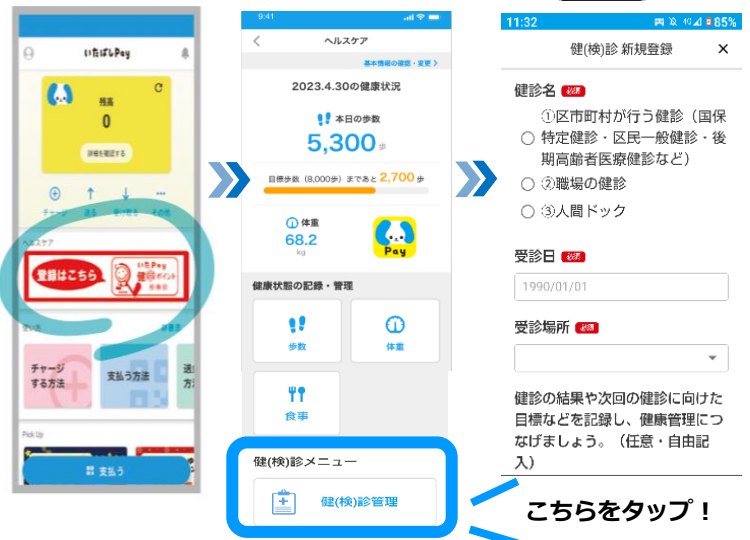 いたばしPay
残高
0
詳細を確認する
チャージ
送る
受け取る
その他
ヘルスケア
登録はこちら
いたPay
健康ポイント
使い方
チャージ
する方法
支払う方法
送
方
Pick Up
支払う
9:41
ヘルスケア
基本情報の確認・変更
2023.4.30の健康状況
本日の歩数
5,300歩
目標歩数（8,000歩）まであと2,700歩
体重
68.2
kg
Pay
健康状態の記録・管理
歩数
体重
食事
健(検)診メニュー
健(検)診管理
11:32
4G
85%
健(検)診 新規登録
×
健診名 必須
①区市町村が行う健診（国保
特定健診・区民一般健診・後
期高齢者医療健診など）
②職場の健診
③人間ドック
受診日 必須
1990/01/01
受診場所 必須
健診の結果や次回の健診に向けた
目標などを記録し、健康管理につ
なげましょう。（任意・自由記
入）
こちらをタップ！